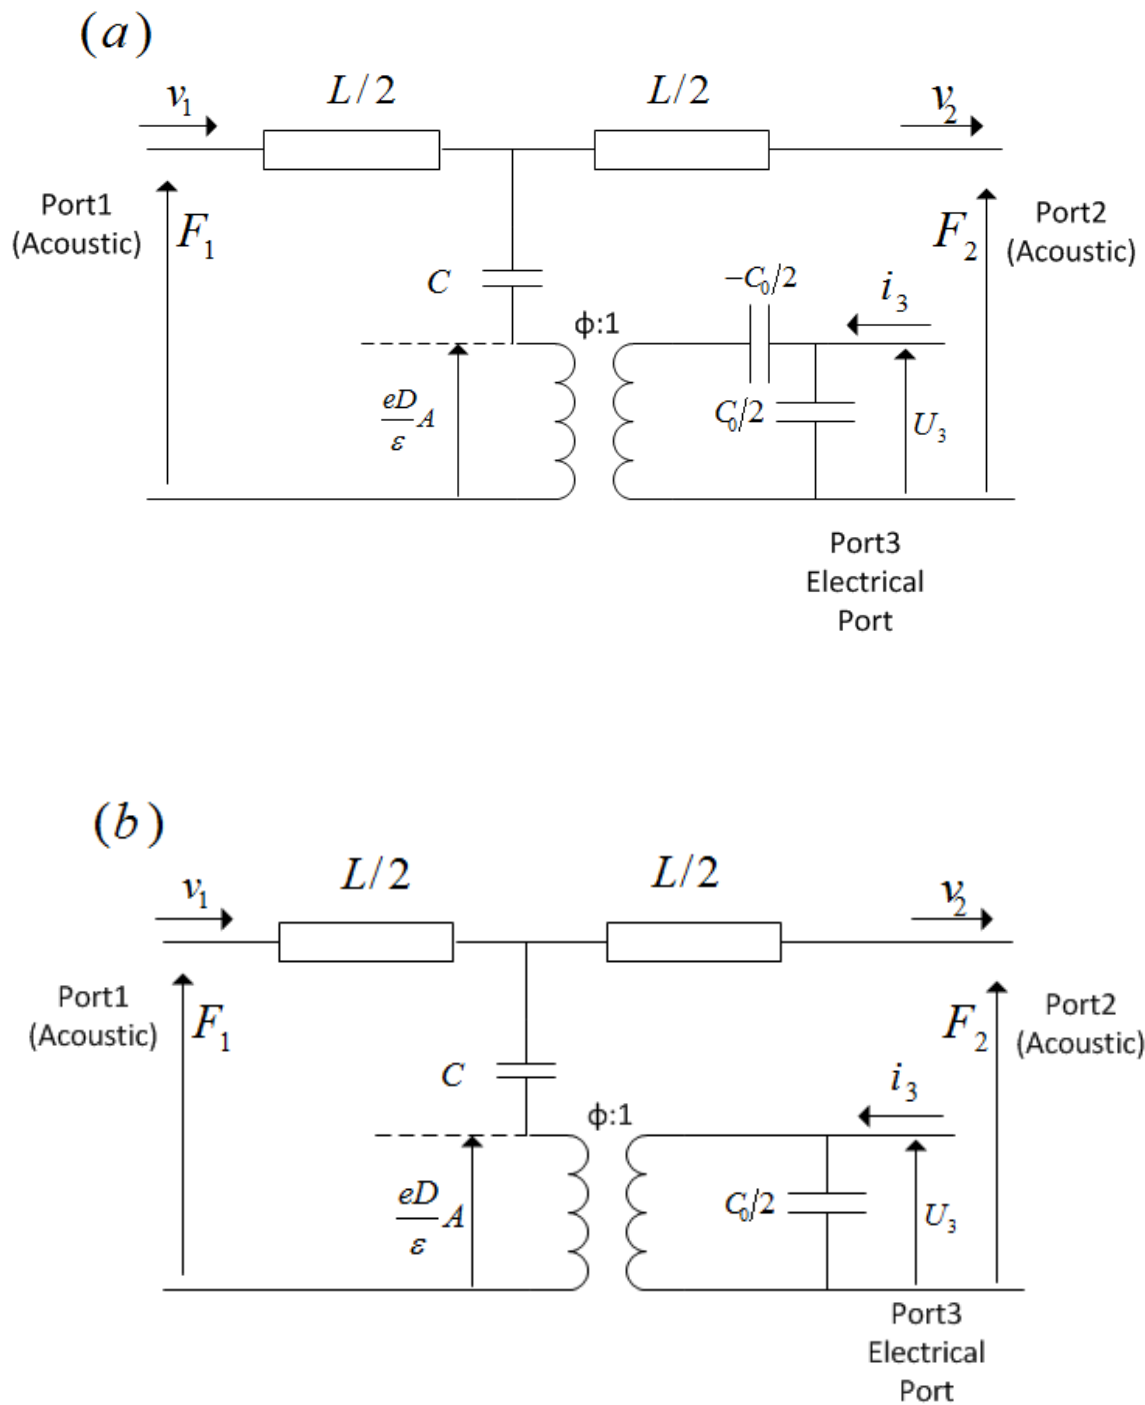 (a)
L/2
L/2
v₁
v₂
Port1
(Acoustic)
F₁
F₂
Port2
(Acoustic)
C
−C₀/2
i₃
ϕ:1
eD/ε A
C₀/2
U₃
Port3
Electrical
Port
(b)
L/2
L/2
v₁
v₂
Port1
(Acoustic)
F₁
F₂
Port2
(Acoustic)
C
i₃
ϕ:1
eD/ε A
C₀/2
U₃
Port3
Electrical
Port